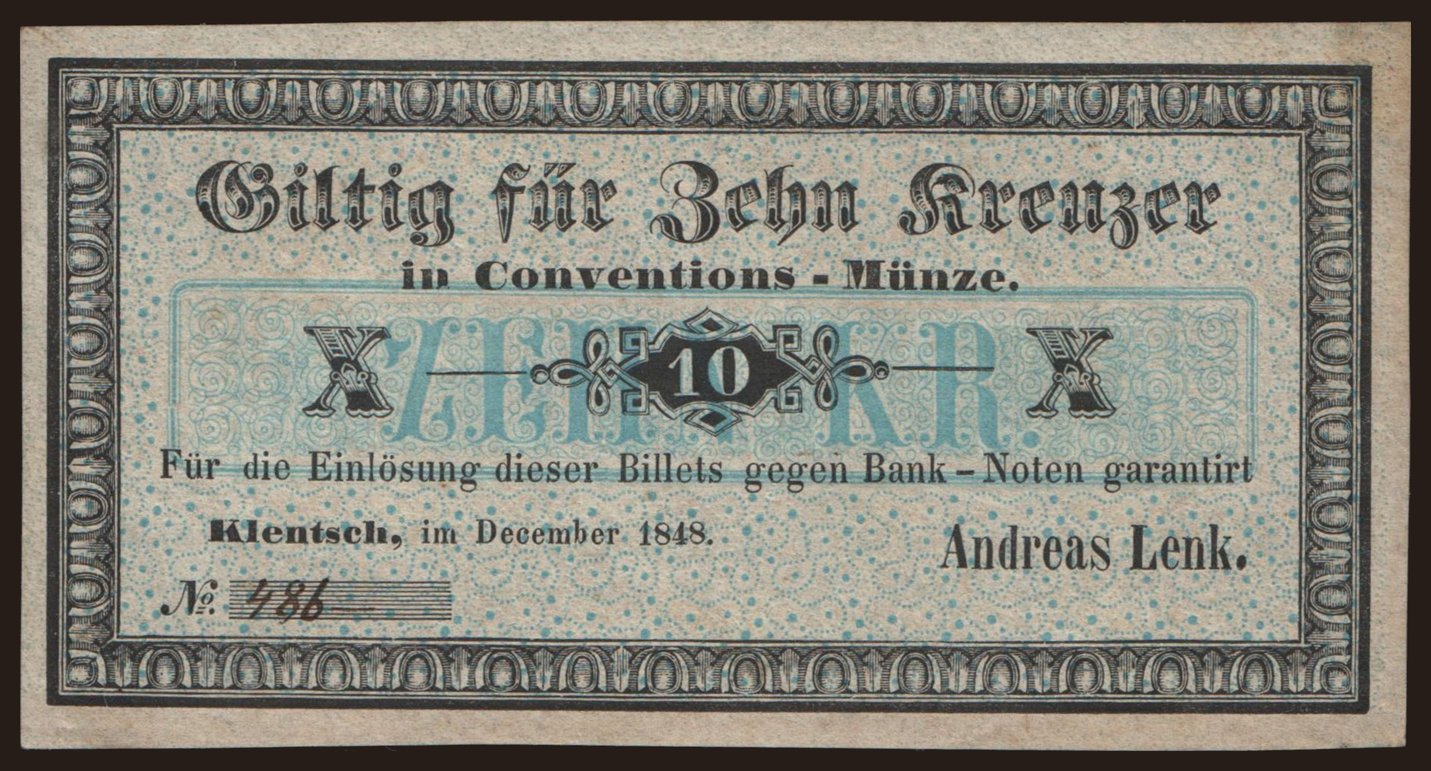 Giltig für Zehn Kreuzer
in Conventions - Münze.
ZEHN KR.
X 10 X
Für die Einlösung dieser Billets gegen Bank – Noten garantirt
Klentsch, im December 1848.
Andreas Lenk.
No. 486